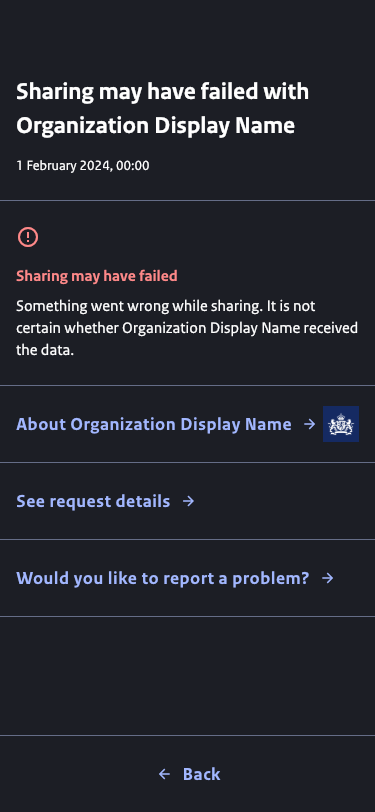 Sharing may have failed with
Organization Display Name
1 February 2024, 00:00
Sharing may have failed
Something went wrong while sharing. It is not
certain whether Organization Display Name received
the data.
About Organization Display Name
See request details
Would you like to report a problem?
Back